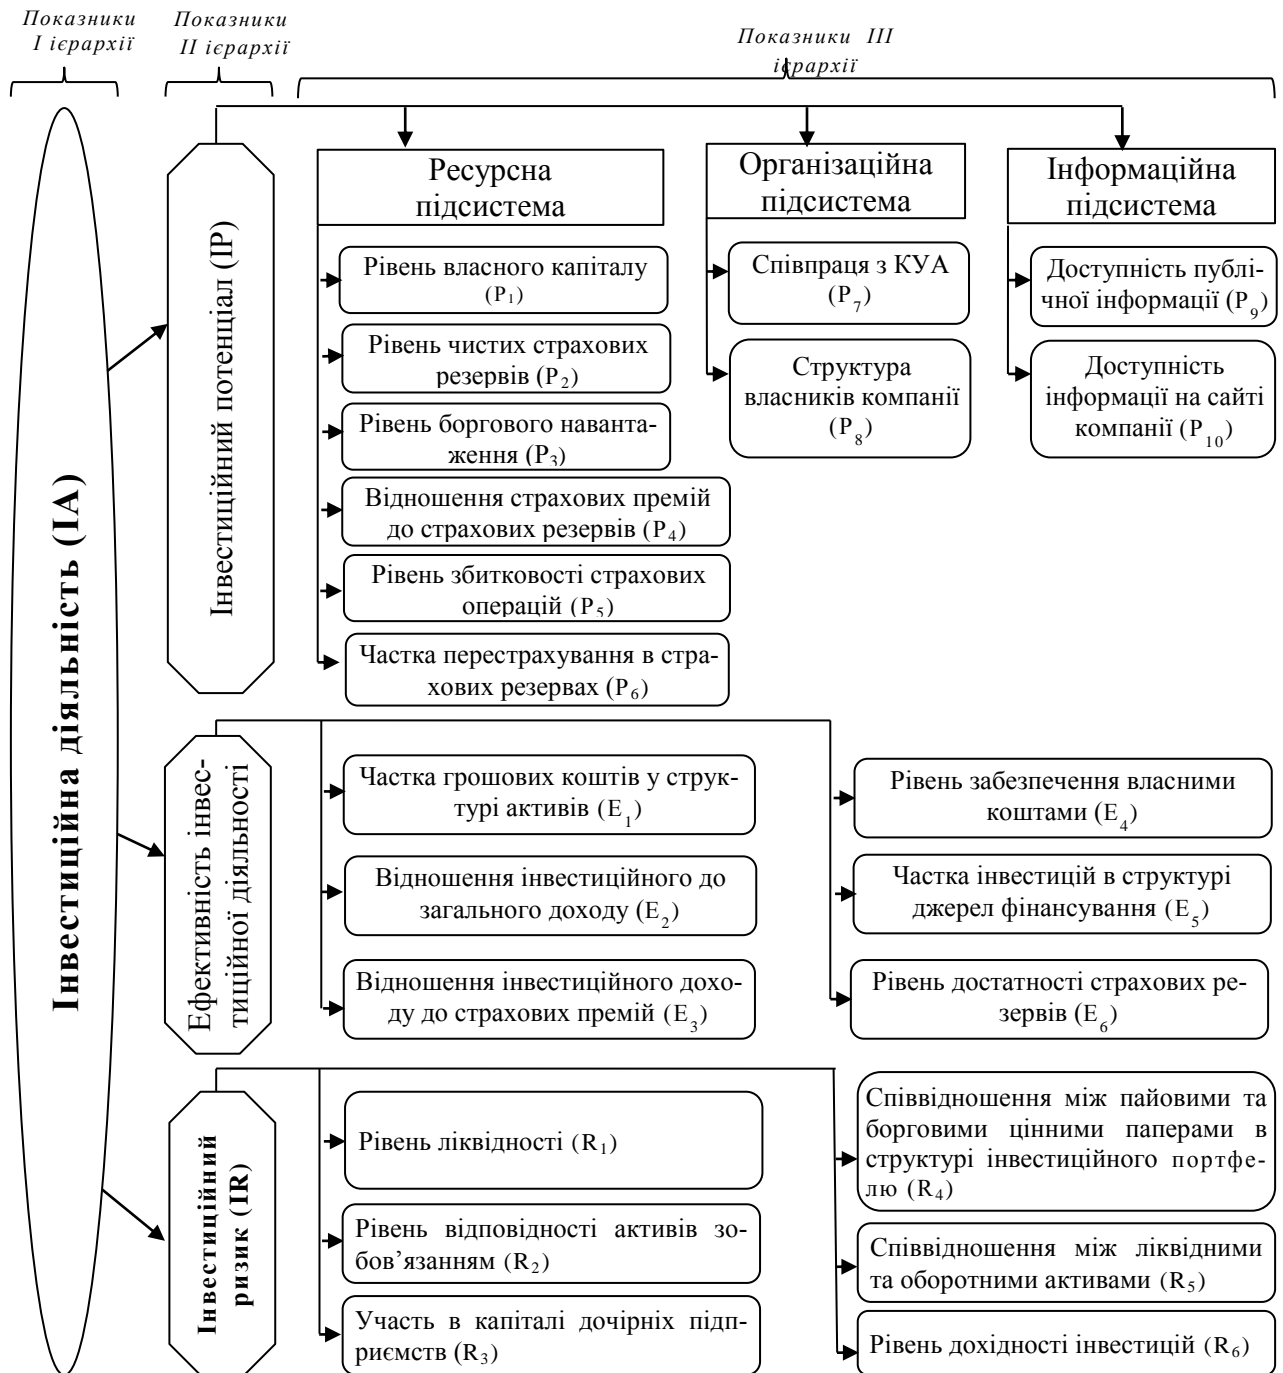 Показники
І ієрархії
Показники
ІІ ієрархії
Показники ІІІ
ієрархії
Інвестиційна діяльність (ІА)
Інвестиційний потенціал (ІР)
Ресурсна
підсистема
Організаційна
підсистема
Інформаційна
підсистема
Рівень власного капіталу
(P₁)
Рівень чистих страхових
резервів (P₂)
Рівень боргового наванта-
ження (P₃)
Відношення страхових премій
до страхових резервів (P₄)
Рівень збитковості страхових
операцій (P₅)
Частка перестрахування в стра-
хових резервах (P₆)
Співпраця з КУА
(P₇)
Структура
власників компанії
(P₈)
Доступність публі-
чної інформації (P₉)
Доступність
інформації на сайті
компанії (P₁₀)
Ефективність інвес-
тиційної діяльності
Частка грошових коштів у струк-
турі активів (E₁)
Відношення інвестиційного до
загального доходу (E₂)
Відношення інвестиційного дохо-
ду до страхових премій (E₃)
Рівень забезпечення власними
коштами (E₄)
Частка інвестицій в структурі
джерел фінансування (E₅)
Рівень достатності страхових ре-
зервів (E₆)
Інвестиційний
ризик (IR)
Рівень ліквідності (R₁)
Рівень відповідності активів зо-
бов’язанням (R₂)
Участь в капіталі дочірніх підп-
риємств (R₃)
Співвідношення між пайовими та
борговими цінними паперами в
структурі інвестиційного портфе-
лю (R₄)
Співвідношення між ліквідними
та оборотними активами (R₅)
Рівень дохідності інвестицій (R₆)